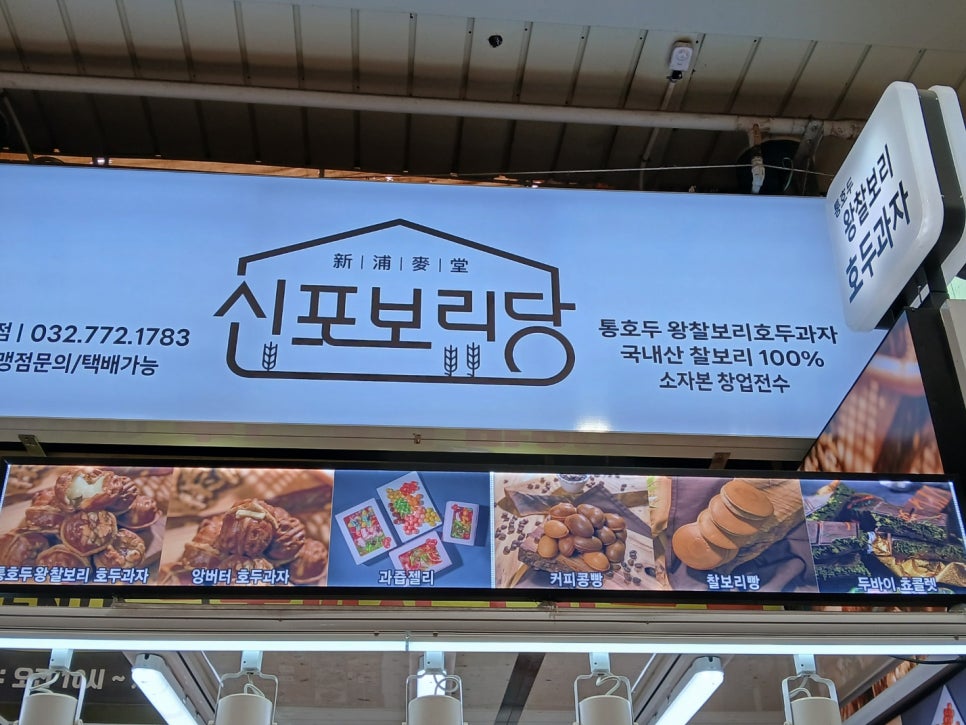 新 | 浦 | 麥 | 堂
신포보리당
점 | 032.772.1783
맹점문의/택배가능
통호두 왕찰보리호두과자
국내산 찰보리 100%
소자본 창업전수
통호두
왕찰보리
호두과자
통호두왕찰보리 호두과자
앙버터 호두과자
과즙젤리
커피콩빵
찰보리빵
두바이 쵸콜렛